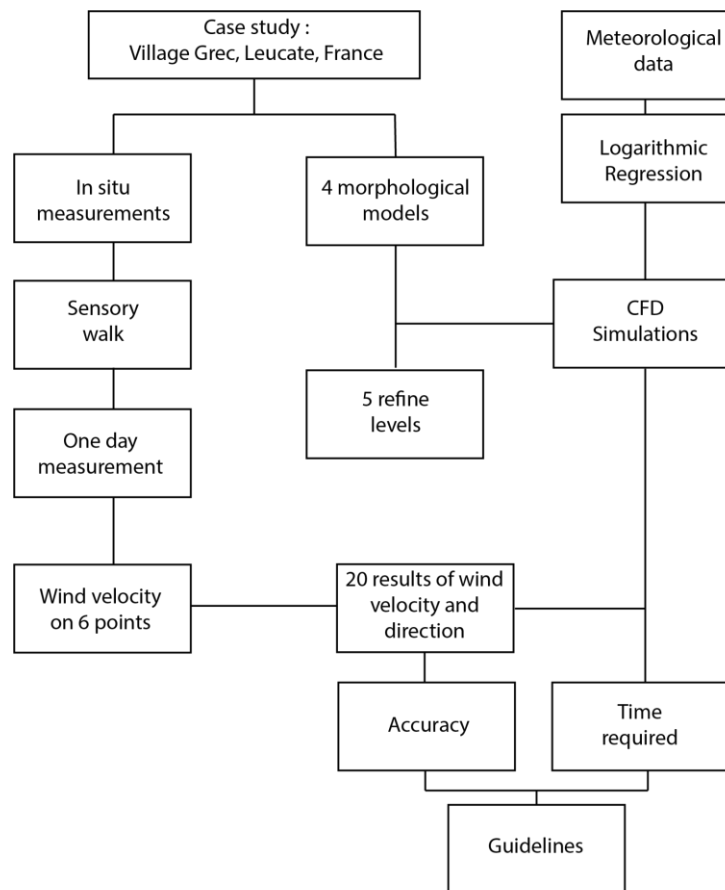 Case study :
Village Grec, Leucate, France
Meteorological
data
In situ
measurements
4 morphological
models
Logarithmic
Regression
Sensory
walk
CFD
Simulations
5 refine
levels
One day
measurement
Wind velocity
on 6 points
20 results of wind
velocity and
direction
Accuracy
Time
required
Guidelines